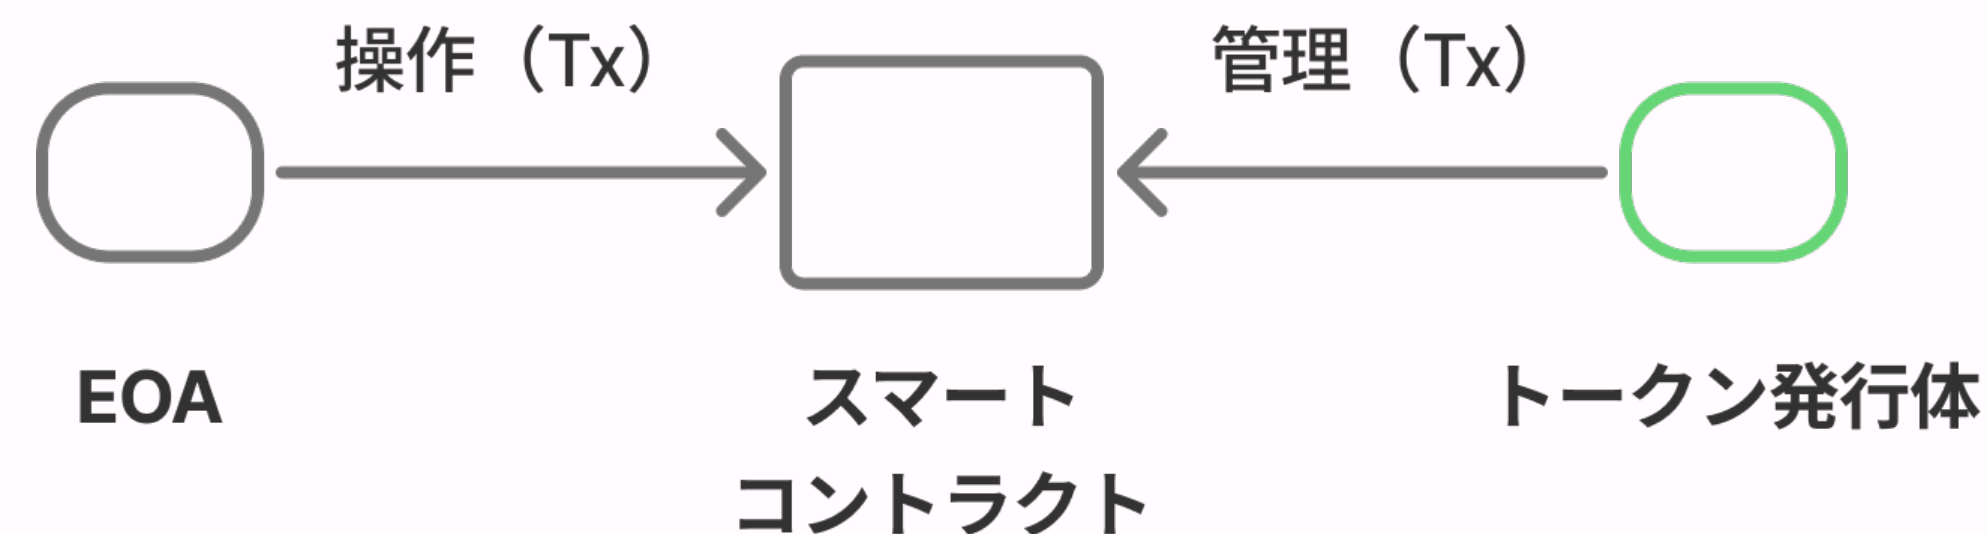 操作（Tx）
管理（Tx）
EOA
スマート
コントラクト
トークン発行体